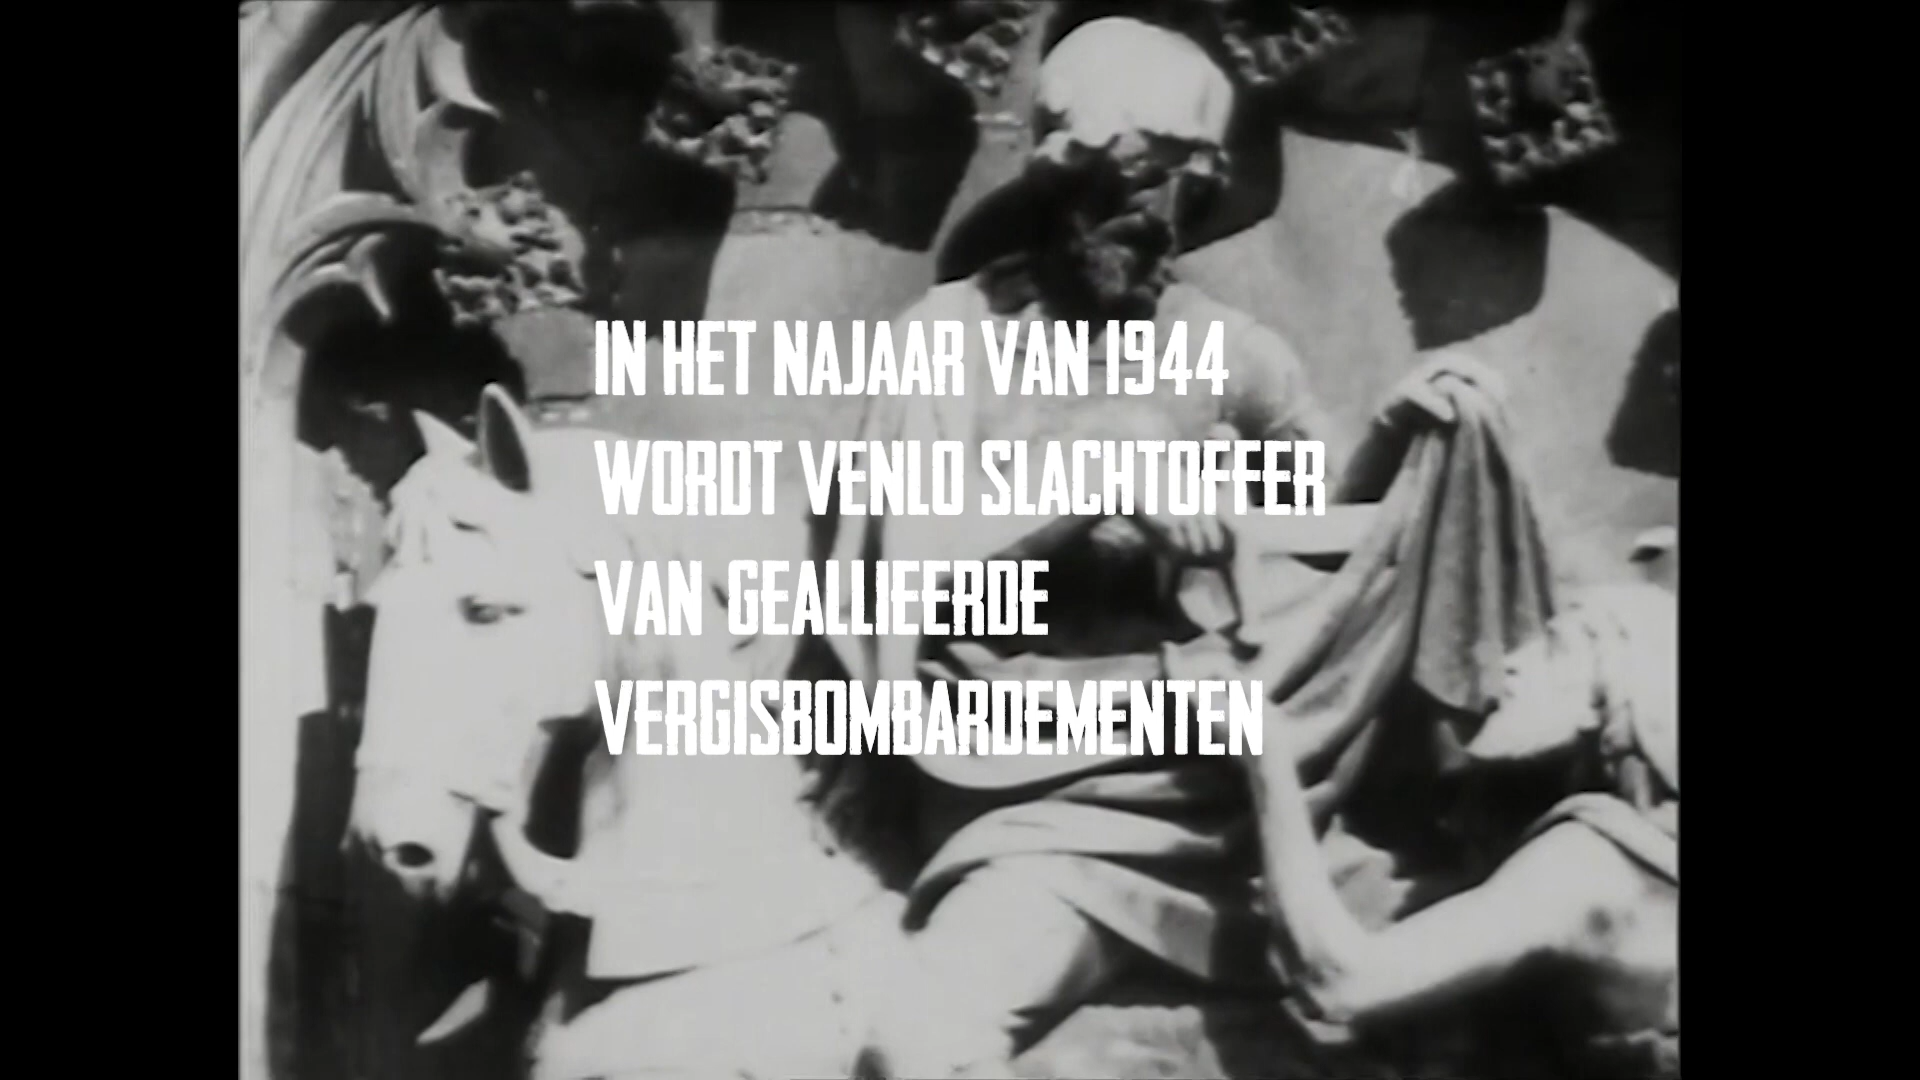 IN HET NAJAAR VAN 1944
WORDT VENLO SLACHTOFFER
VAN GEALLIEERDE
VERGISBOMBARDEMENTEN